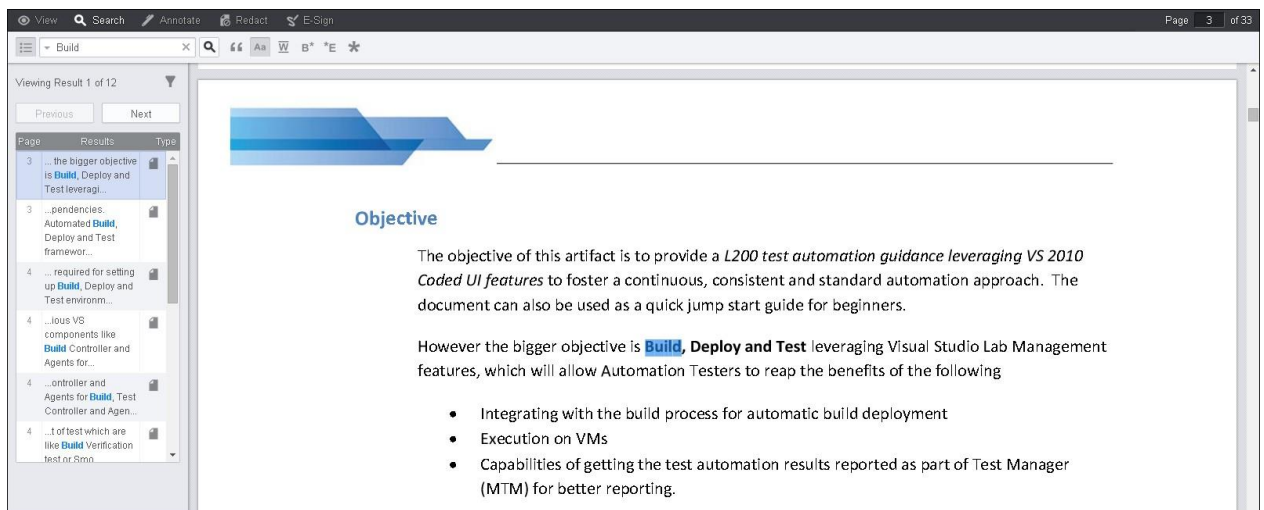 View Search Annotate Redact E-Sign Page 3 of 33
Build Aa W B* *E *
Viewing Result 1 of 12
Previous Next
Page Results Type
3 ... the bigger objective
is Build, Deploy and
Test leveragi...
3 ...pendencies.
Automated Build,
Deploy and Test
framewor...
4 ... required for setting
up Build, Deploy and
Test environm...
4 ...ious VS
components like
Build Controller and
Agents for...
4 ...ontroller and
Agents for Build, Test
Controller and Agen...
4 ...t of test which are
like Build Verification
test or Smo
Objective
The objective of this artifact is to provide a L200 test automation guidance leveraging VS 2010
Coded UI features to foster a continuous, consistent and standard automation approach. The
document can also be used as a quick jump start guide for beginners.
However the bigger objective is Build, Deploy and Test leveraging Visual Studio Lab Management
features, which will allow Automation Testers to reap the benefits of the following
• Integrating with the build process for automatic build deployment
• Execution on VMs
• Capabilities of getting the test automation results reported as part of Test Manager
(MTM) for better reporting.